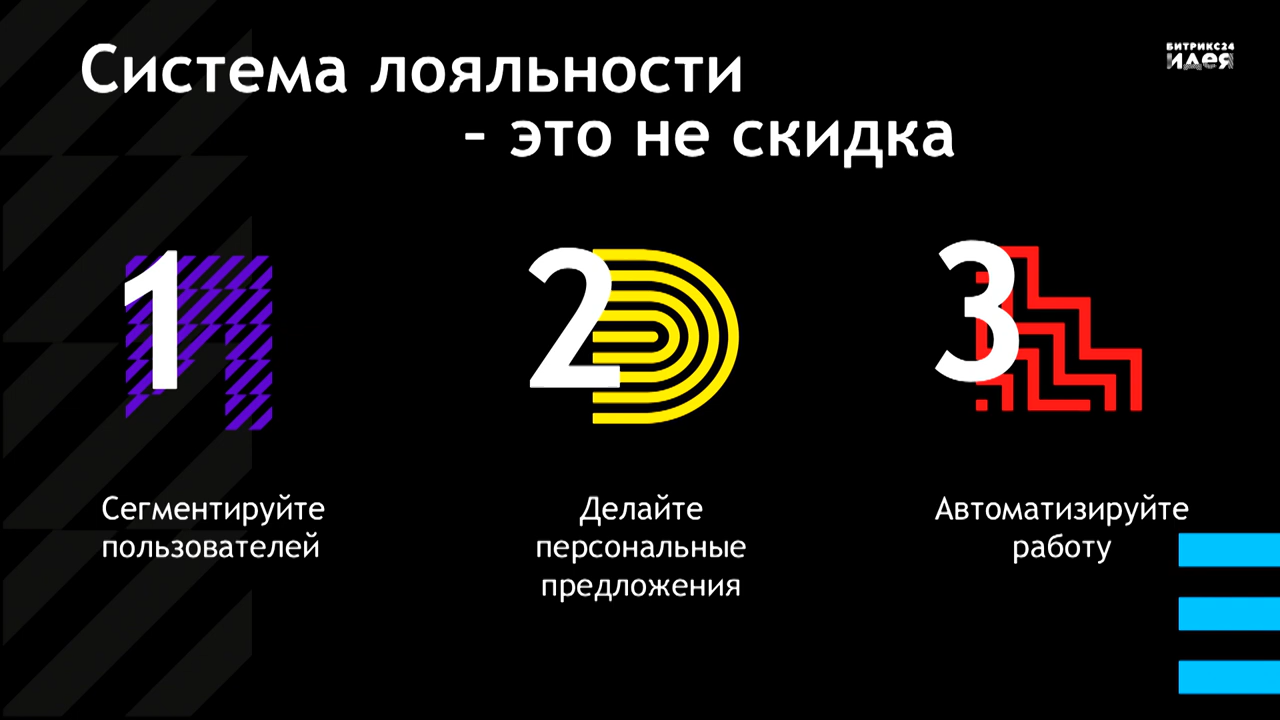 Система лояльности
– это не скидка
БИТРИКС24
ИДЕЯ
1
Сегментируйте
пользователей
2
Делайте
персональные
предложения
3
Автоматизируйте
работу